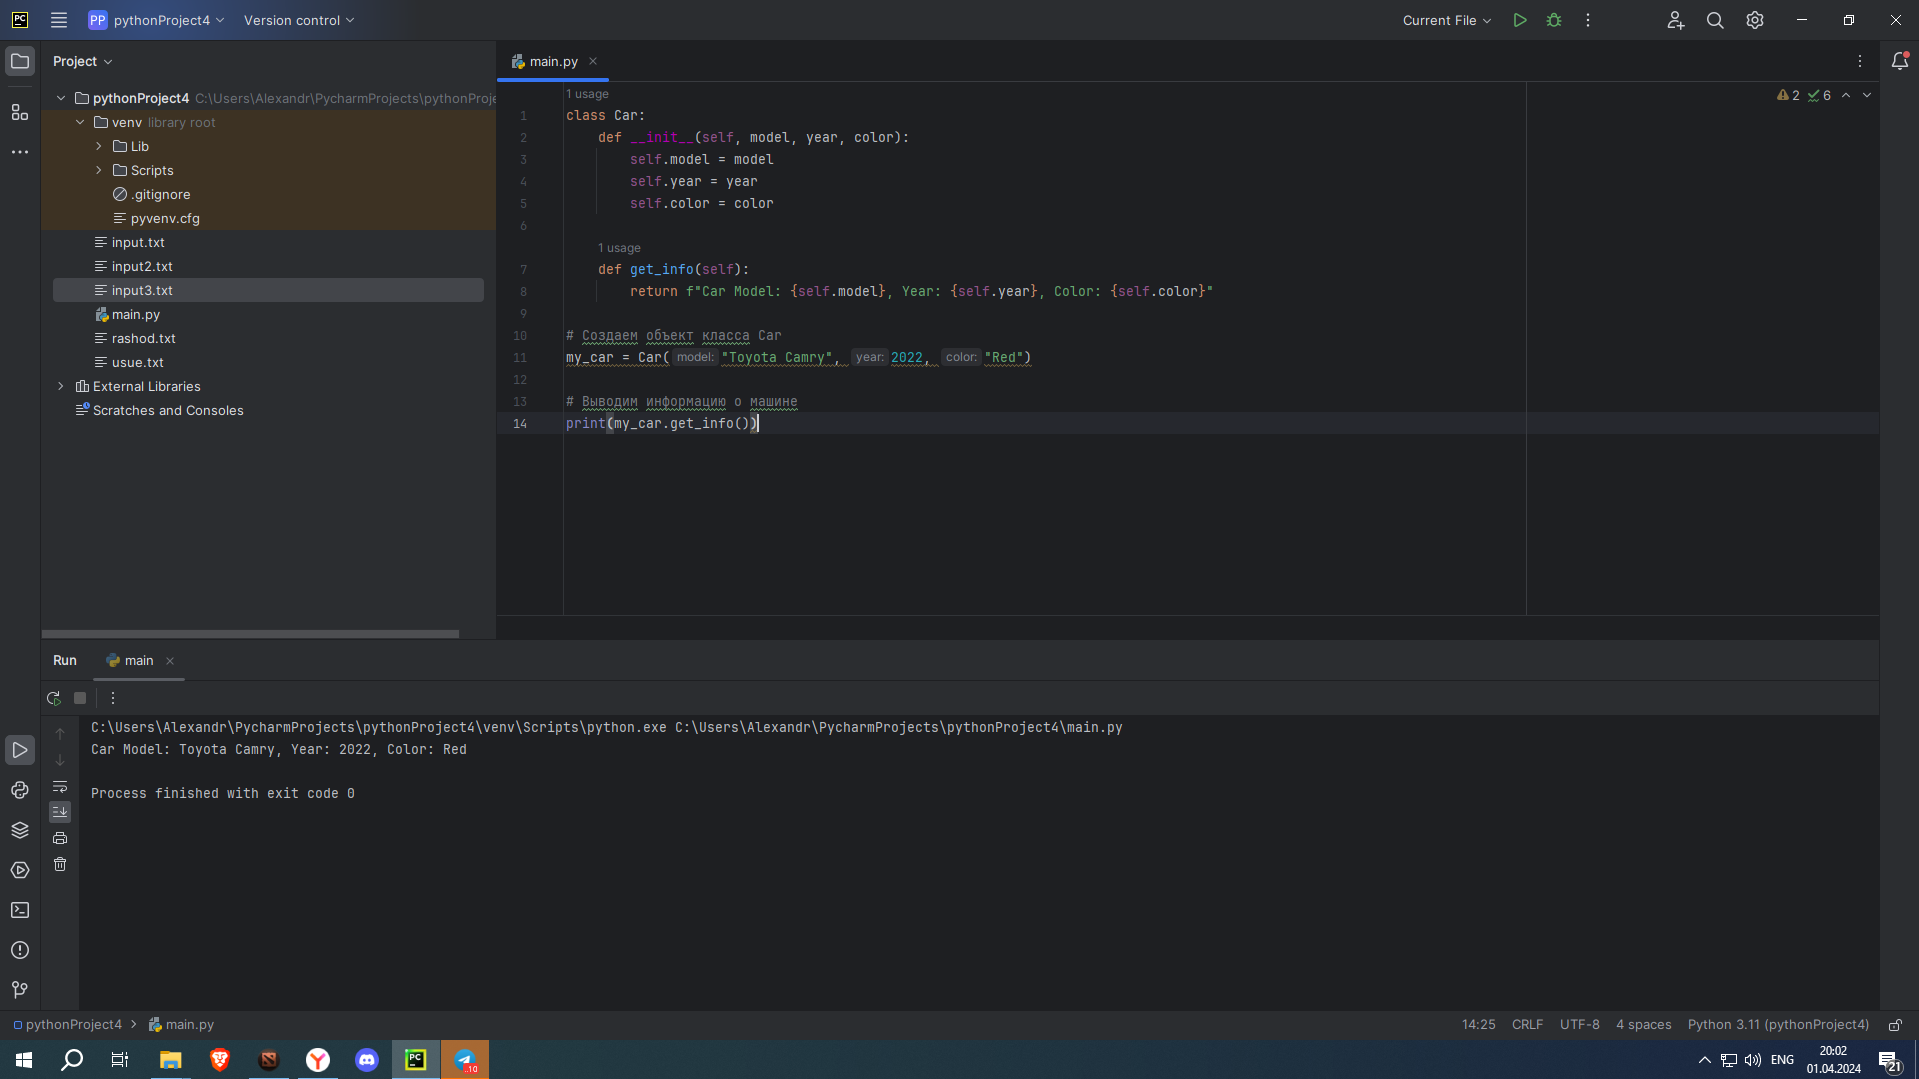 PC
PP pythonProject4
Version control
Current File
Project
pythonProject4 C:\Users\Alexandr\PycharmProjects\pythonProje
venv library root
Lib
Scripts
.gitignore
pyvenv.cfg
input.txt
input2.txt
input3.txt
main.py
rashod.txt
usue.txt
External Libraries
Scratches and Consoles
main.py
2 6
1 usage
1 class Car:
2 def __init__(self, model, year, color):
3 self.model = model
4 self.year = year
5 self.color = color
6
1 usage
7 def get_info(self):
8 return f"Car Model: {self.model}, Year: {self.year}, Color: {self.color}"
9
10 # Создаем объект класса Car
11 my_car = Car( model: "Toyota Camry", year: 2022, color: "Red")
12
13 # Выводим информацию о машине
14 print(my_car.get_info())
Run
main
C:\Users\Alexandr\PycharmProjects\pythonProject4\venv\Scripts\python.exe C:\Users\Alexandr\PycharmProjects\pythonProject4\main.py
Car Model: Toyota Camry, Year: 2022, Color: Red
Process finished with exit code 0
pythonProject4
main.py
14:25 CRLF UTF-8 4 spaces Python 3.11 (pythonProject4)
PC
..10
ENG
20:02
01.04.2024
21